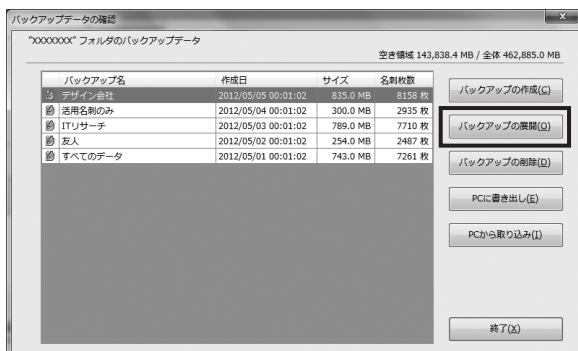 バックアップデータの確認
"XXXXXXX" フォルダのバックアップデータ
空き領域 143,838.4 MB / 全体 462,885.0 MB
バックアップ名 作成日 サイズ 名刺枚数
デザイン会社 2012/05/05 00:01:02 835.0 MB 8158 枚
活用名刺のみ 2012/05/04 00:01:02 300.0 MB 2935 枚
ITリサーチ 2012/05/03 00:01:02 789.0 MB 7710 枚
友人 2012/05/02 00:01:02 254.0 MB 2487 枚
すべてのデータ 2012/05/01 00:01:02 743.0 MB 7261 枚
バックアップの作成(C)
バックアップの展開(O)
バックアップの削除(D)
PCに書き出し(E)
PCから取り込み(I)
終了(X)